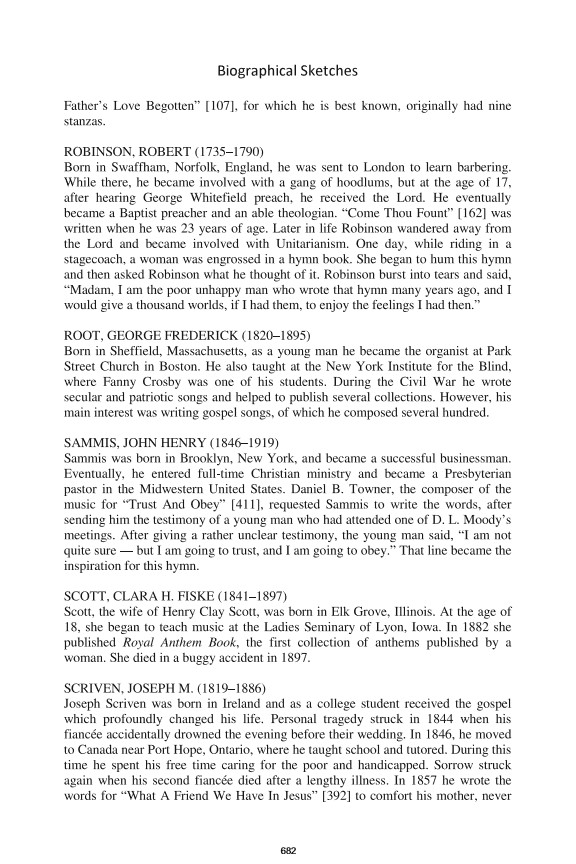 Biographical Sketches
Father’s Love Begotten” [107], for which he is best known, originally had nine
stanzas.
ROBINSON, ROBERT (1735–1790)
Born in Swaffham, Norfolk, England, he was sent to London to learn barbering.
While there, he became involved with a gang of hoodlums, but at the age of 17,
after hearing George Whitefield preach, he received the Lord. He eventually
became a Baptist preacher and an able theologian. “Come Thou Fount” [162] was
written when he was 23 years of age. Later in life Robinson wandered away from
the Lord and became involved with Unitarianism. One day, while riding in a
stagecoach, a woman was engrossed in a hymn book. She began to hum this hymn
and then asked Robinson what he thought of it. Robinson burst into tears and said,
“Madam, I am the poor unhappy man who wrote that hymn many years ago, and I
would give a thousand worlds, if I had them, to enjoy the feelings I had then.”
ROOT, GEORGE FREDERICK (1820–1895)
Born in Sheffield, Massachusetts, as a young man he became the organist at Park
Street Church in Boston. He also taught at the New York Institute for the Blind,
where Fanny Crosby was one of his students. During the Civil War he wrote
secular and patriotic songs and helped to publish several collections. However, his
main interest was writing gospel songs, of which he composed several hundred.
SAMMIS, JOHN HENRY (1846–1919)
Sammis was born in Brooklyn, New York, and became a successful businessman.
Eventually, he entered full-time Christian ministry and became a Presbyterian
pastor in the Midwestern United States. Daniel B. Towner, the composer of the
music for “Trust And Obey” [411], requested Sammis to write the words, after
sending him the testimony of a young man who had attended one of D. L. Moody’s
meetings. After giving a rather unclear testimony, the young man said, “I am not
quite sure — but I am going to trust, and I am going to obey.” That line became the
inspiration for this hymn.
SCOTT, CLARA H. FISKE (1841–1897)
Scott, the wife of Henry Clay Scott, was born in Elk Grove, Illinois. At the age of
18, she began to teach music at the Ladies Seminary of Lyon, Iowa. In 1882 she
published Royal Anthem Book, the first collection of anthems published by a
woman. She died in a buggy accident in 1897.
SCRIVEN, JOSEPH M. (1819–1886)
Joseph Scriven was born in Ireland and as a college student received the gospel
which profoundly changed his life. Personal tragedy struck in 1844 when his
fiancée accidentally drowned the evening before their wedding. In 1846, he moved
to Canada near Port Hope, Ontario, where he taught school and tutored. During this
time he spent his free time caring for the poor and handicapped. Sorrow struck
again when his second fiancée died after a lengthy illness. In 1857 he wrote the
words for “What A Friend We Have In Jesus” [392] to comfort his mother, never
682